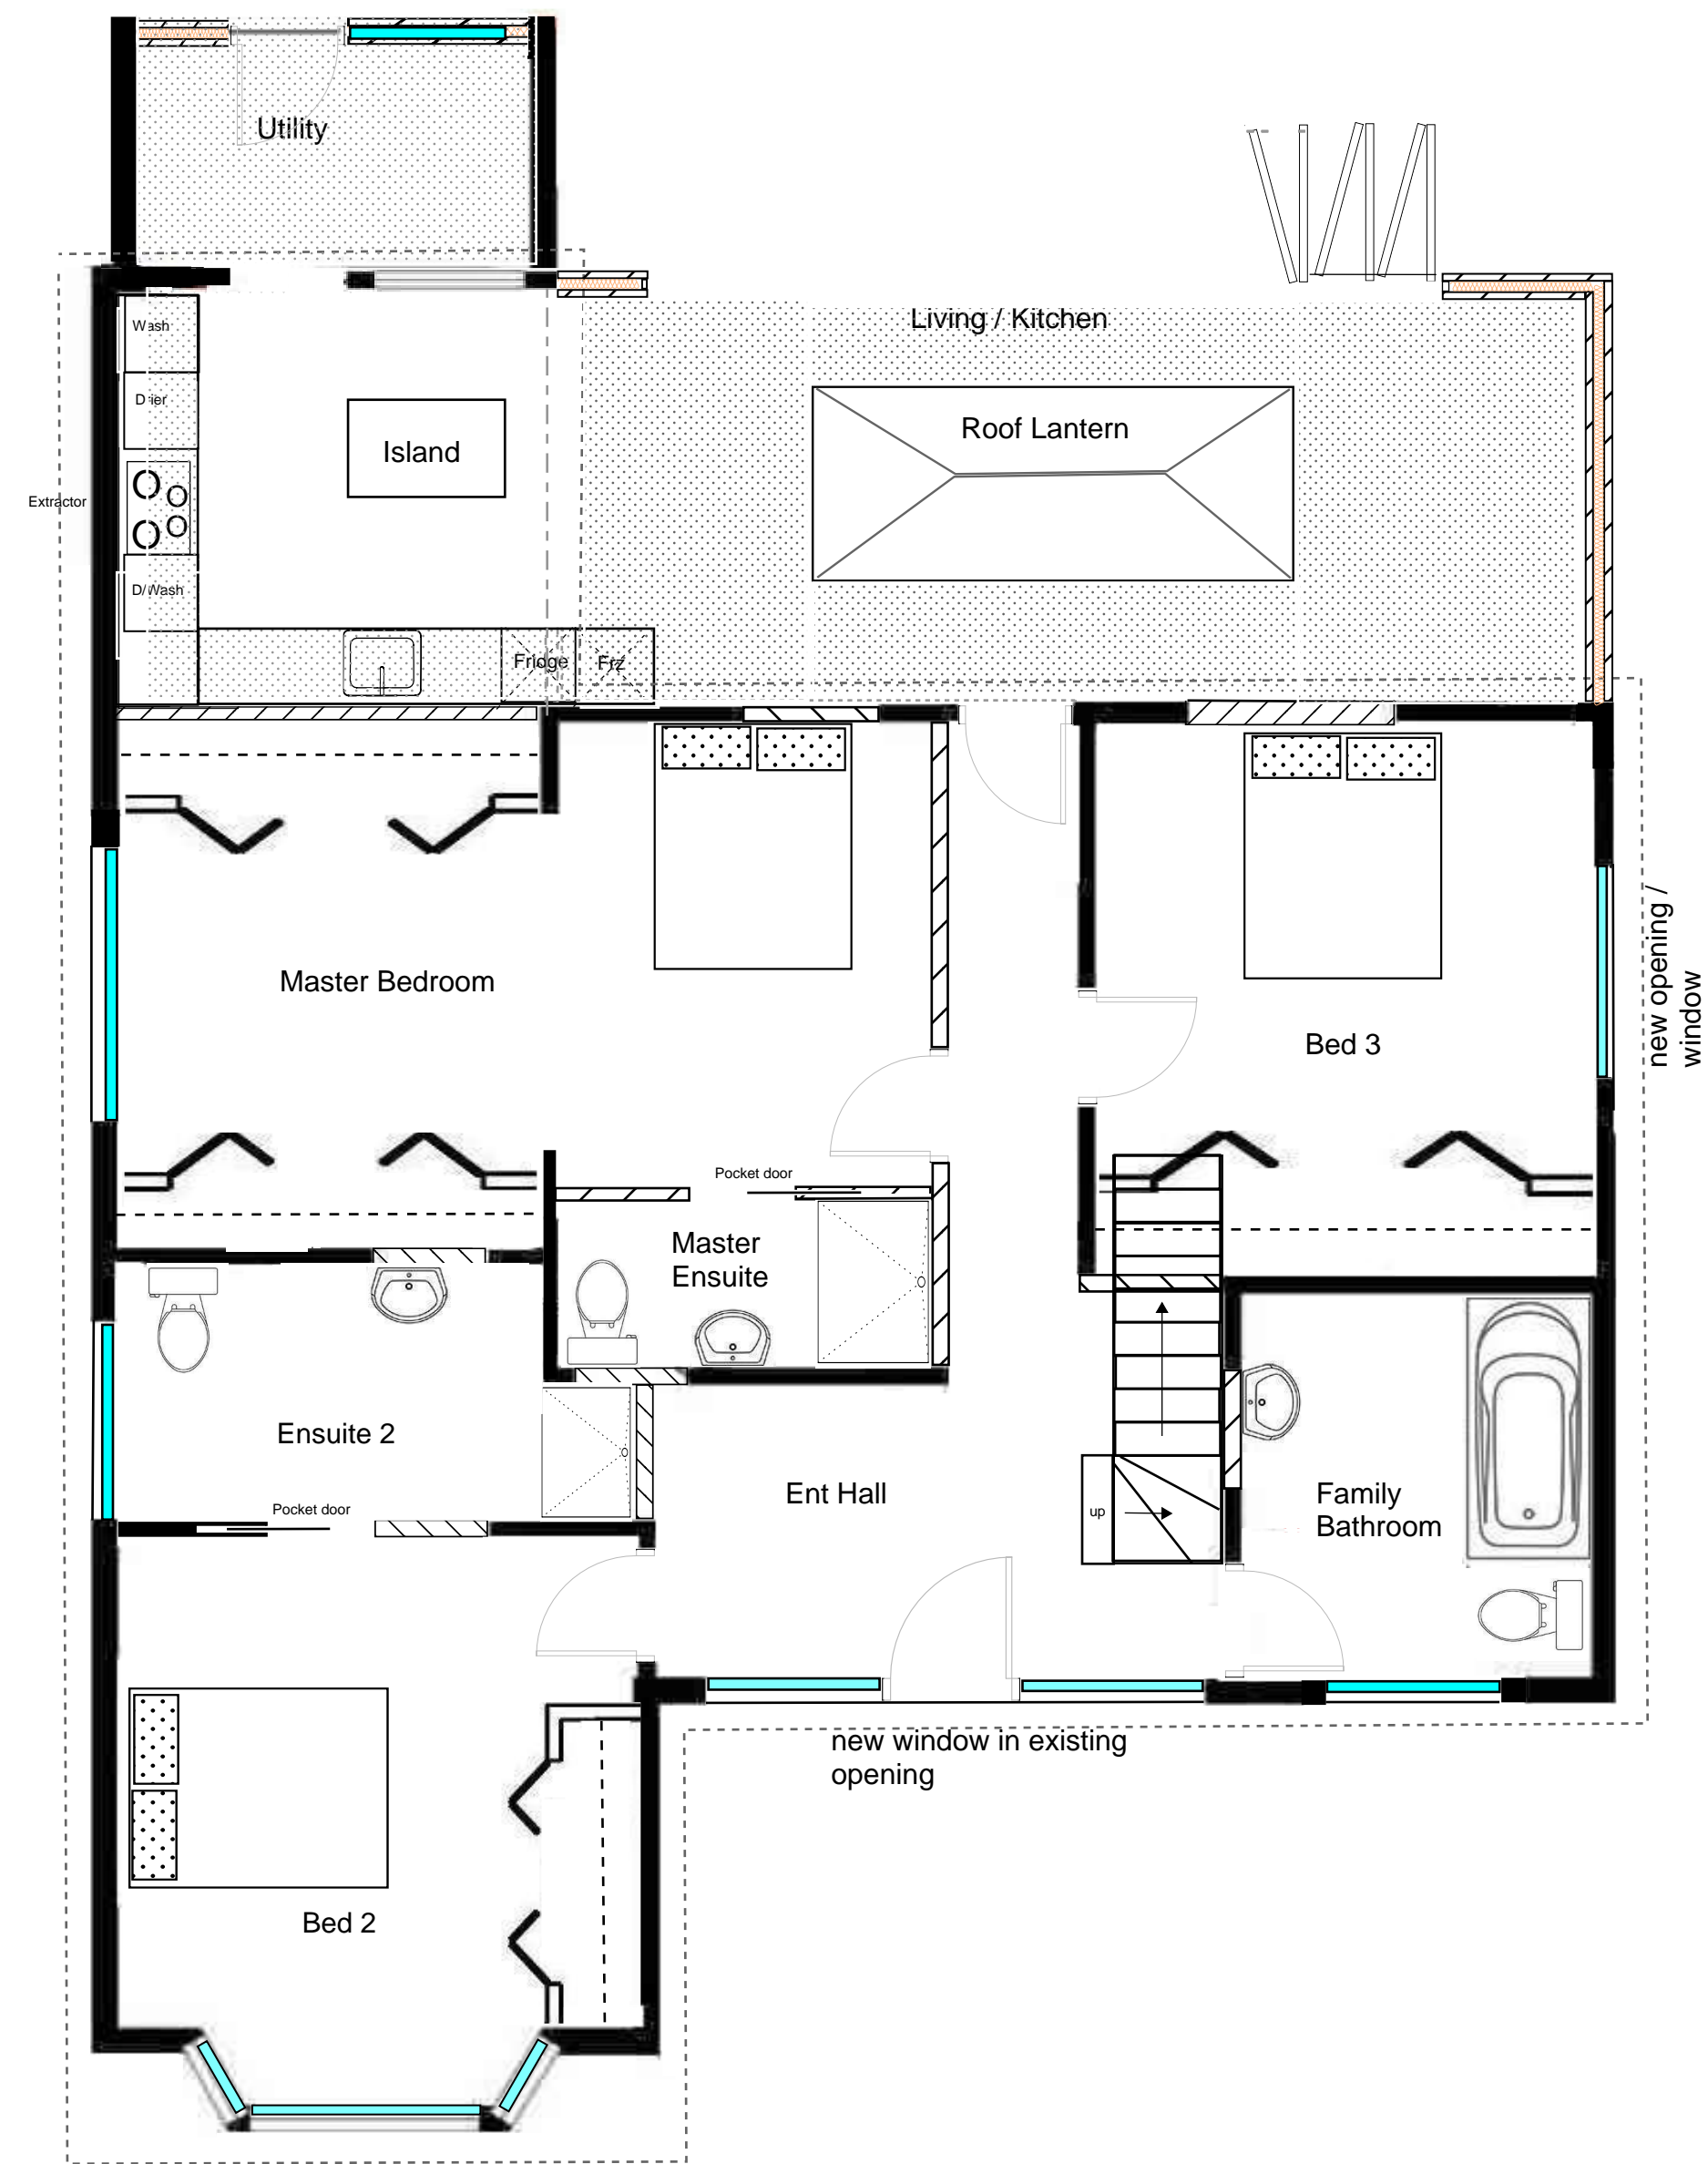 Utility
Living / Kitchen
Wash
Drier
Island
Roof Lantern
Extractor
D/Wash
Fridge
Frz
Master Bedroom
Bed 3
new opening /
window
Pocket door
Master
Ensuite
Ensuite 2
Pocket door
Ent Hall
up
Family
Bathroom
new window in existing
opening
Bed 2